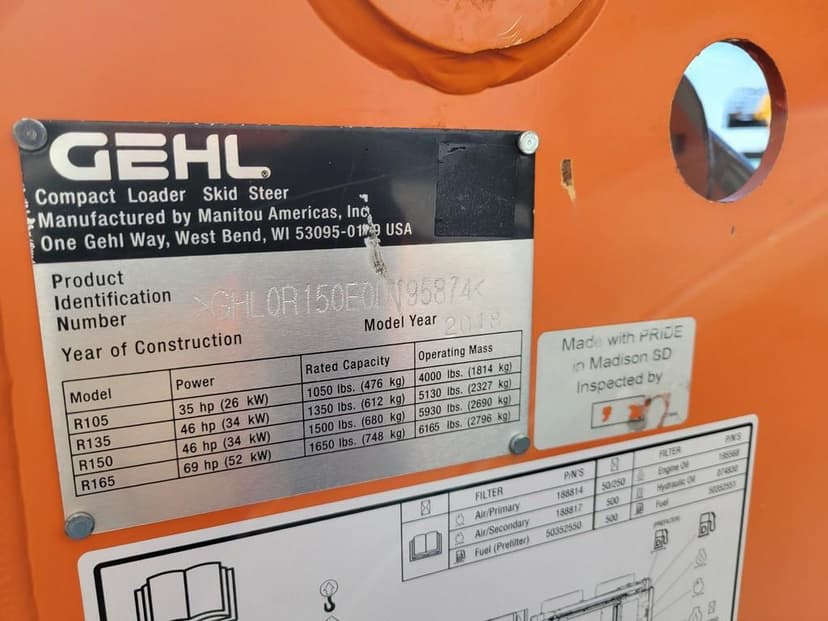 GEHL®
Compact Loader Skid Steer
Manufactured by Manitou Americas, Inc
One Gehl Way, West Bend, WI USA
Product
Identification
Number
Model Year 2018
Year of Construction
Model Power Rated Capacity Operating Mass
R105 35 hp (26 kW) 1050 lbs. (476 kg) 4000 lbs. (1814 kg)
R135 46 hp (34 kW) 1350 lbs. (612 kg) 5130 lbs. (2327 kg)
R150 46 hp (34 kW) 1500 lbs. (680 kg) 5930 lbs. (2690 kg)
R165 69 hp (52 kW) 1650 lbs. (748 kg) 6165 lbs. (2796 kg)
Made with PRIDE
in Madison SD
Inspected by
FILTER P/N'S FILTER P/N'S
Air/Primary 188814 50/250 Engine Oil
Air/Secondary 188817 500 Hydraulic Oil 074830
Fuel (Prefilter) 50352550 500 Fuel 50352551
(PREFILTER)